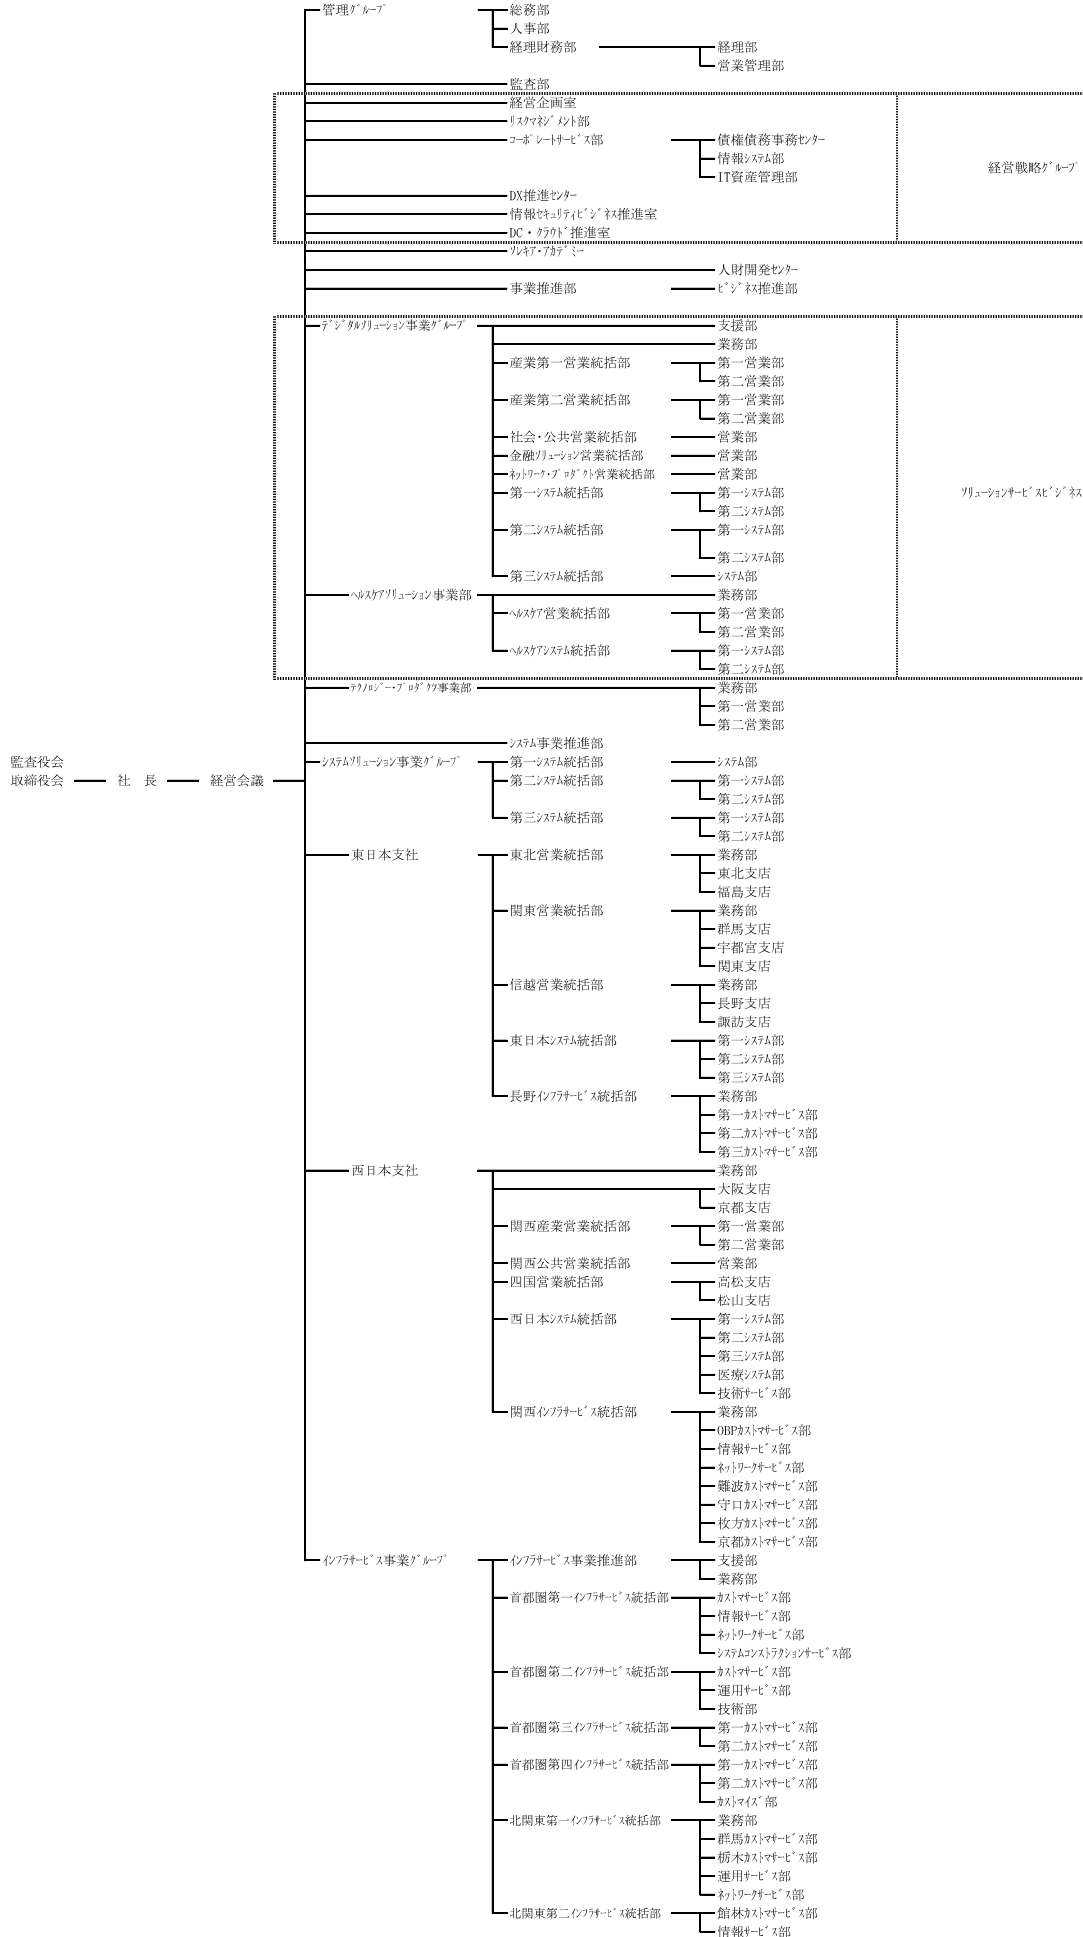 管理ｸﾞﾙｰﾌﾟ 総務部
人事部
経理財務部 経理部
営業管理部
監査部
経営企画室
ﾘｽｸﾏﾈｼﾞﾒﾝﾄ部
ｺｰﾎﾟﾚｰﾄｻｰﾋﾞｽ部 債権債務事務ｾﾝﾀｰ
情報ｼｽﾃﾑ部
経営戦略ｸﾞﾙｰﾌﾟ
IT資産管理部
DX推進ｾﾝﾀｰ
情報ｾｷｭﾘﾃｨﾋﾞｼﾞﾈｽ推進室
DC・ｸﾗｳﾄﾞ推進室
ｿﾚｷｱ・ｱｶﾃﾞﾐｰ
人財開発ｾﾝﾀｰ
事業推進部 ﾋﾞｼﾞﾈｽ推進部
ﾃﾞｼﾞﾀﾙｿﾘｭｰｼｮﾝ事業ｸﾞﾙｰﾌﾟ 支援部
業務部
産業第一営業統括部 第一営業部
第二営業部
産業第二営業統括部 第一営業部
第二営業部
社会・公共営業統括部 営業部
金融ｿﾘｭｰｼｮﾝ営業統括部 営業部
ﾈｯﾄﾜｰｸ・ﾌﾟﾛﾀﾞｸﾄ営業統括部 営業部
第一ｼｽﾃﾑ統括部 第一ｼｽﾃﾑ部 ｿﾘｭｰｼｮﾝｻｰﾋﾞｽﾋﾞｼﾞﾈｽ
第二ｼｽﾃﾑ部
第二ｼｽﾃﾑ統括部 第一ｼｽﾃﾑ部
第二ｼｽﾃﾑ部
第三ｼｽﾃﾑ統括部 ｼｽﾃﾑ部
ﾍﾙｽｹｱｿﾘｭｰｼｮﾝ事業部 業務部
ﾍﾙｽｹｱ営業統括部 第一営業部
第二営業部
ﾍﾙｽｹｱｼｽﾃﾑ統括部 第一ｼｽﾃﾑ部
第二ｼｽﾃﾑ部
ﾃｸﾉﾛｼﾞｰ・ﾌﾟﾛﾀﾞｸﾂ事業部 業務部
第一営業部
第二営業部
ｼｽﾃﾑ事業推進部
監査役会 ｼｽﾃﾑｿﾘｭｰｼｮﾝ事業ｸﾞﾙｰﾌﾟ 第一ｼｽﾃﾑ統括部 ｼｽﾃﾑ部
取締役会 社　長 経営会議 第二ｼｽﾃﾑ統括部 第一ｼｽﾃﾑ部
第二ｼｽﾃﾑ部
第三ｼｽﾃﾑ統括部 第一ｼｽﾃﾑ部
第二ｼｽﾃﾑ部
東日本支社 東北営業統括部 業務部
東北支店
福島支店
関東営業統括部 業務部
群馬支店
宇都宮支店
関東支店
信越営業統括部 業務部
長野支店
諏訪支店
東日本ｼｽﾃﾑ統括部 第一ｼｽﾃﾑ部
第二ｼｽﾃﾑ部
第三ｼｽﾃﾑ部
長野ｲﾝﾌﾗｻｰﾋﾞｽ統括部 業務部
第一ｶｽﾄﾏｻｰﾋﾞｽ部
第二ｶｽﾄﾏｻｰﾋﾞｽ部
第三ｶｽﾄﾏｻｰﾋﾞｽ部
西日本支社 業務部
大阪支店
京都支店
関西産業営業統括部 第一営業部
第二営業部
関西公共営業統括部 営業部
四国営業統括部 高松支店
松山支店
西日本ｼｽﾃﾑ統括部 第一ｼｽﾃﾑ部
第二ｼｽﾃﾑ部
第三ｼｽﾃﾑ部
医療ｼｽﾃﾑ部
技術ｻｰﾋﾞｽ部
関西ｲﾝﾌﾗｻｰﾋﾞｽ統括部 業務部
OBPｶｽﾄﾏｻｰﾋﾞｽ部
情報ｻｰﾋﾞｽ部
ﾈｯﾄﾜｰｸｻｰﾋﾞｽ部
難波ｶｽﾄﾏｻｰﾋﾞｽ部
守口ｶｽﾄﾏｻｰﾋﾞｽ部
枚方ｶｽﾄﾏｻｰﾋﾞｽ部
京都ｶｽﾄﾏｻｰﾋﾞｽ部
ｲﾝﾌﾗｻｰﾋﾞｽ事業ｸﾞﾙｰﾌﾟ ｲﾝﾌﾗｻｰﾋﾞｽ事業推進部 支援部
業務部
首都圏第一ｲﾝﾌﾗｻｰﾋﾞｽ統括部 ｶｽﾄﾏｻｰﾋﾞｽ部
情報ｻｰﾋﾞｽ部
ﾈｯﾄﾜｰｸｻｰﾋﾞｽ部
ｼｽﾃﾑｺﾝｽﾄﾗｸｼｮﾝｻｰﾋﾞｽ部
首都圏第二ｲﾝﾌﾗｻｰﾋﾞｽ統括部 ｶｽﾄﾏｻｰﾋﾞｽ部
運用ｻｰﾋﾞｽ部
技術部
首都圏第三ｲﾝﾌﾗｻｰﾋﾞｽ統括部 第一ｶｽﾄﾏｻｰﾋﾞｽ部
第二ｶｽﾄﾏｻｰﾋﾞｽ部
首都圏第四ｲﾝﾌﾗｻｰﾋﾞｽ統括部 第一ｶｽﾄﾏｻｰﾋﾞｽ部
第二ｶｽﾄﾏｻｰﾋﾞｽ部
ｶｽﾄﾏｲｽﾞ部
北関東第一ｲﾝﾌﾗｻｰﾋﾞｽ統括部 業務部
群馬ｶｽﾄﾏｻｰﾋﾞｽ部
栃木ｶｽﾄﾏｻｰﾋﾞｽ部
運用ｻｰﾋﾞｽ部
ﾈｯﾄﾜｰｸｻｰﾋﾞｽ部
北関東第二ｲﾝﾌﾗｻｰﾋﾞｽ統括部 館林ｶｽﾄﾏｻｰﾋﾞｽ部
情報ｻｰﾋﾞｽ部